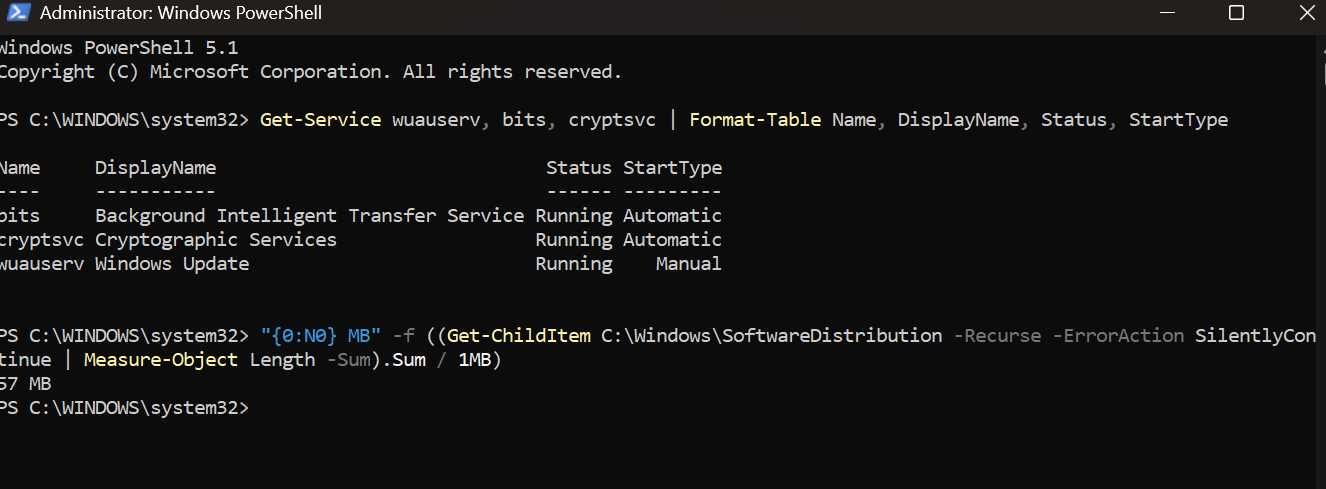 Administrator: Windows PowerShell
Windows PowerShell 5.1
Copyright (C) Microsoft Corporation. All rights reserved.
PS C:\WINDOWS\system32> Get-Service wuauserv, bits, cryptsvc | Format-Table Name, DisplayName, Status, StartType
Name     DisplayName                              Status StartType
----     -----------                              ------ ---------
bits     Background Intelligent Transfer Service Running Automatic
cryptsvc Cryptographic Services                  Running Automatic
wuauserv Windows Update                          Running    Manual
PS C:\WINDOWS\system32> "{0:N0} MB" -f ((Get-ChildItem C:\Windows\SoftwareDistribution -Recurse -ErrorAction SilentlyCon
tinue | Measure-Object Length -Sum).Sum / 1MB)
57 MB
PS C:\WINDOWS\system32>